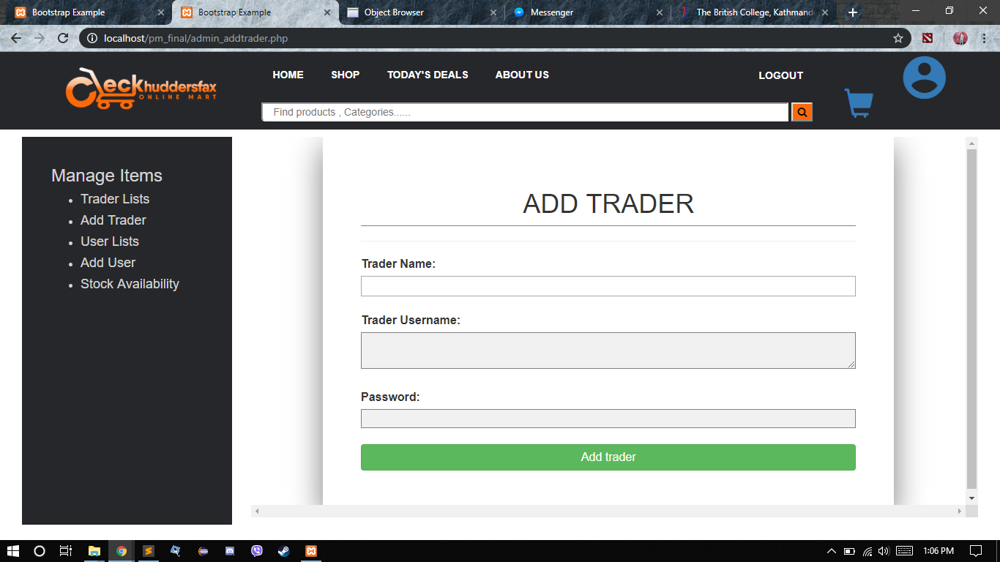 Bootstrap Example
Bootstrap Example
Object Browser
Messenger
The British College, Kathmand
localhost/pm_final/admin_addtrader.php
HOME
SHOP
TODAY'S DEALS
ABOUT US
LOGOUT
Checkhuddersfax
ONLINE MART
Find products , Categories......
Manage Items
Trader Lists
Add Trader
User Lists
Add User
Stock Availability
ADD TRADER
Trader Name:
Trader Username:
Password:
Add trader
1:06 PM